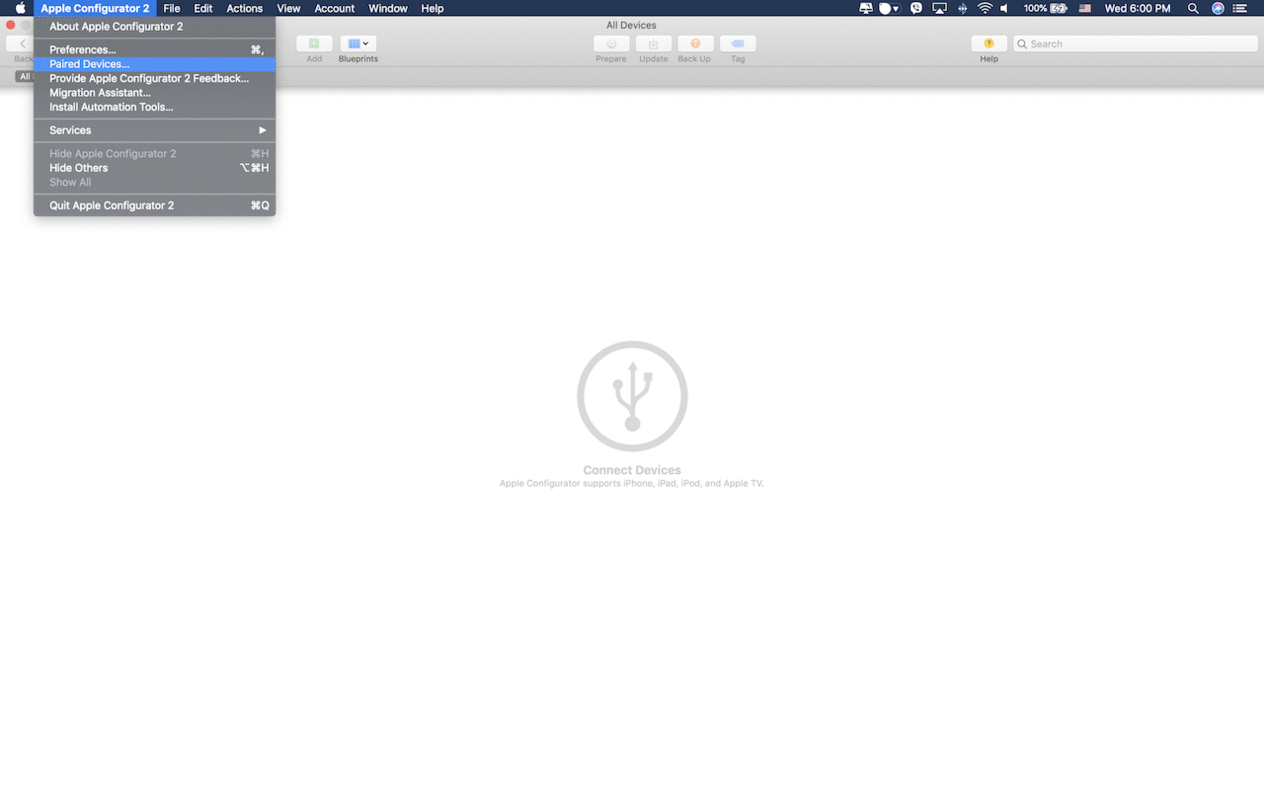 Apple Configurator 2 File Edit Actions View Account Window Help 100% Wed 6:00 PM
All Devices
About Apple Configurator 2
Preferences... ⌘,
Paired Devices...
Provide Apple Configurator 2 Feedback...
Migration Assistant...
Install Automation Tools...
Services ▶
Hide Apple Configurator 2 ⌘H
Hide Others ⌥⌘H
Show All
Quit Apple Configurator 2 ⌘Q
Back
All
Add
Blueprints
Prepare
Update
Back Up
Tag
Help
Search
Connect Devices
Apple Configurator supports iPhone, iPad, iPod, and Apple TV.